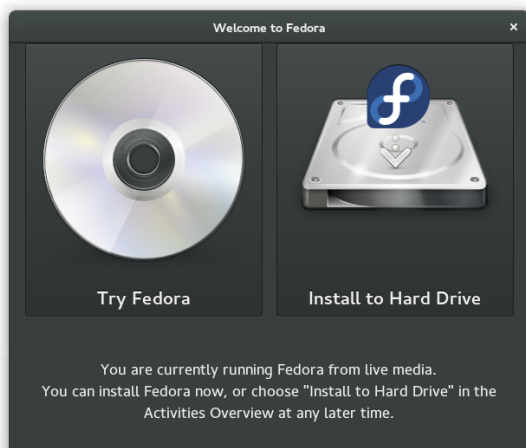 Welcome to Fedora
Try Fedora
Install to Hard Drive
You are currently running Fedora from live media.
You can install Fedora now, or choose "Install to Hard Drive" in the
Activities Overview at any later time.